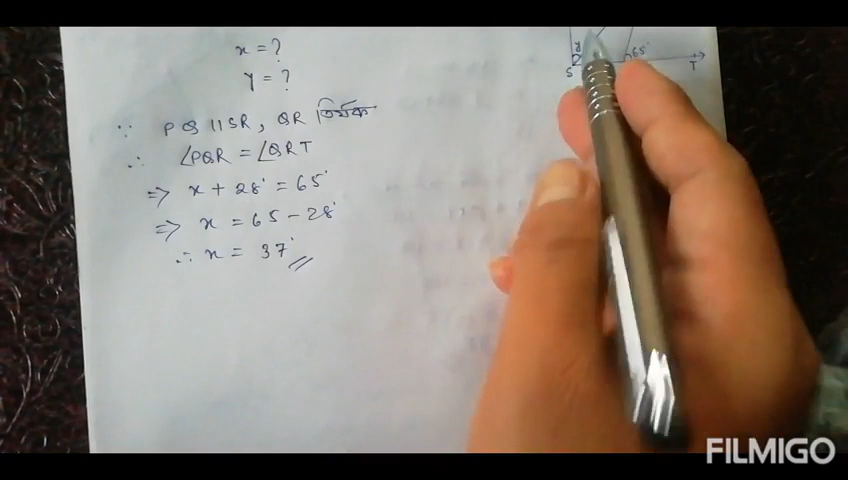 x = ?
y = ?
y
65°
S
T
∵ PQ || SR, QR তিৰ্যক
∴ ∠PQR = ∠QRT
⇒ x + 28° = 65°
⇒ x = 65 - 28°
∴ x = 37°
FILMIGO